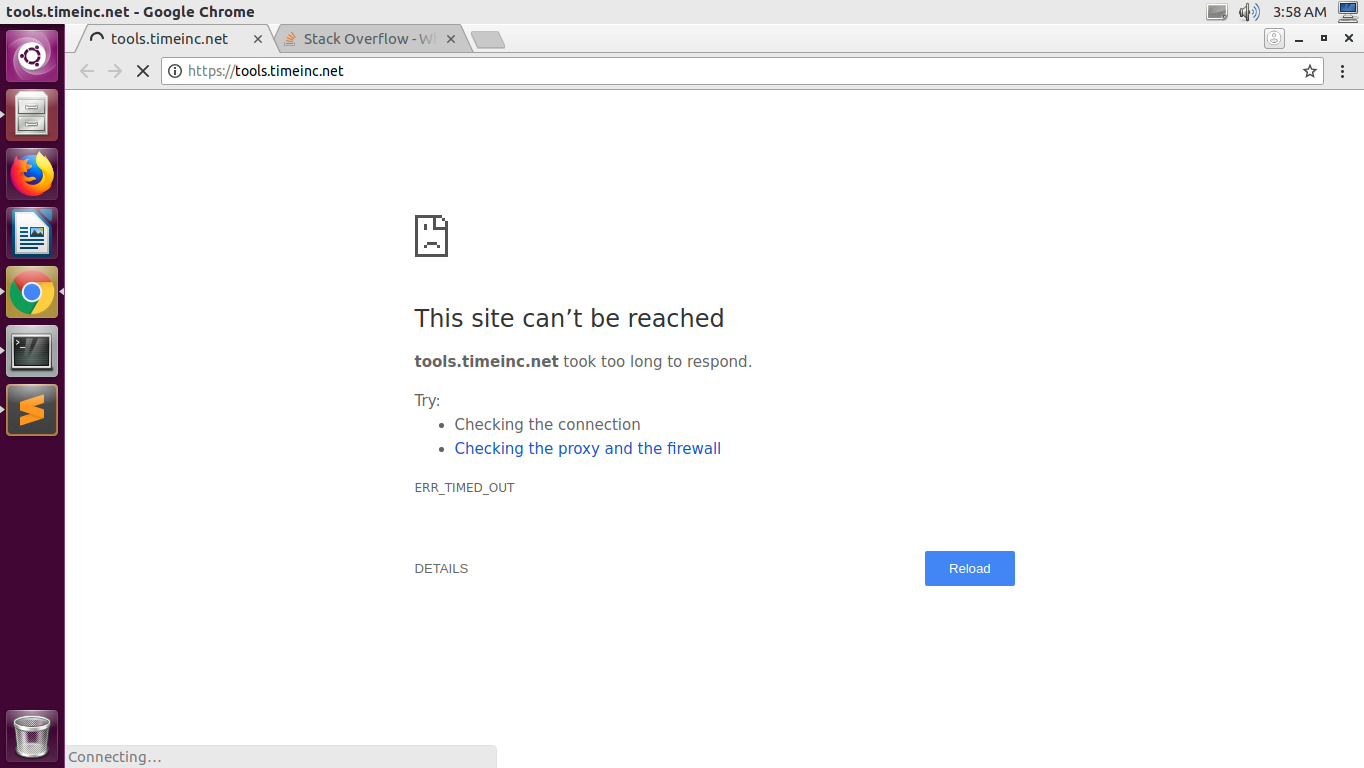 tools.timeinc.net - Google Chrome
3:58 AM
tools.timeinc.net
Stack Overflow - W
https://tools.timeinc.net
This site can’t be reached
tools.timeinc.net took too long to respond.
Try:
Checking the connection
Checking the proxy and the firewall
ERR_TIMED_OUT
DETAILS
Reload
Connecting…